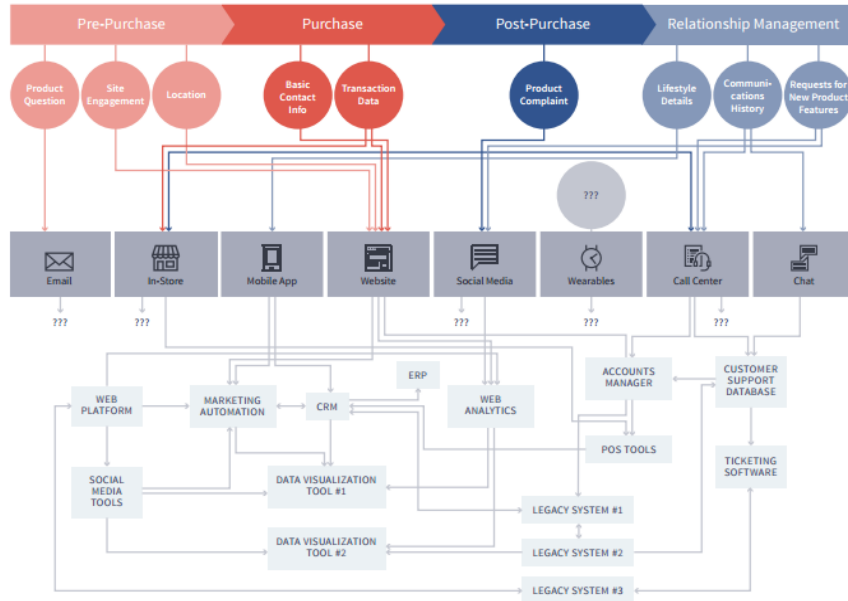 Pre-Purchase
Purchase
Post-Purchase
Relationship Management
Product
Question
Site
Engagement
Location
Basic
Contact
Info
Transaction
Data
Product
Complaint
Lifestyle
Details
Communi-
cations
History
Requests for
New Product
Features
???
Email
In-Store
Mobile App
Website
Social Media
Wearables
Call Center
Chat
???
???
???
???
???
WEB
PLATFORM
MARKETING
AUTOMATION
CRM
ERP
WEB
ANALYTICS
ACCOUNTS
MANAGER
CUSTOMER
SUPPORT
DATABASE
POS TOOLS
SOCIAL
MEDIA
TOOLS
DATA VISUALIZATION
TOOL #1
TICKETING
SOFTWARE
LEGACY SYSTEM #1
DATA VISUALIZATION
TOOL #2
LEGACY SYSTEM #2
LEGACY SYSTEM #3